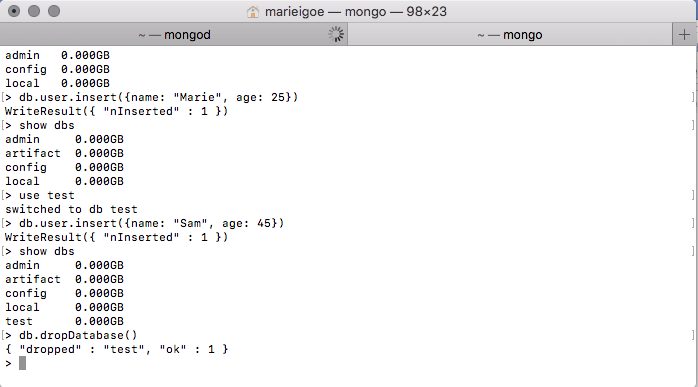 marieigoe — mongo — 98×23
~ — mongod
~ — mongo
+
admin   0.000GB
config  0.000GB
local   0.000GB
[> db.user.insert({name: "Marie", age: 25}) ]
WriteResult({ "nInserted" : 1 })
[> show dbs ]
admin     0.000GB
artifact  0.000GB
config    0.000GB
local     0.000GB
[> use test ]
switched to db test
[> db.user.insert({name: "Sam", age: 45}) ]
WriteResult({ "nInserted" : 1 })
[> show dbs ]
admin     0.000GB
artifact  0.000GB
config    0.000GB
local     0.000GB
test      0.000GB
[> db.dropDatabase() ]
{ "dropped" : "test", "ok" : 1 }
>